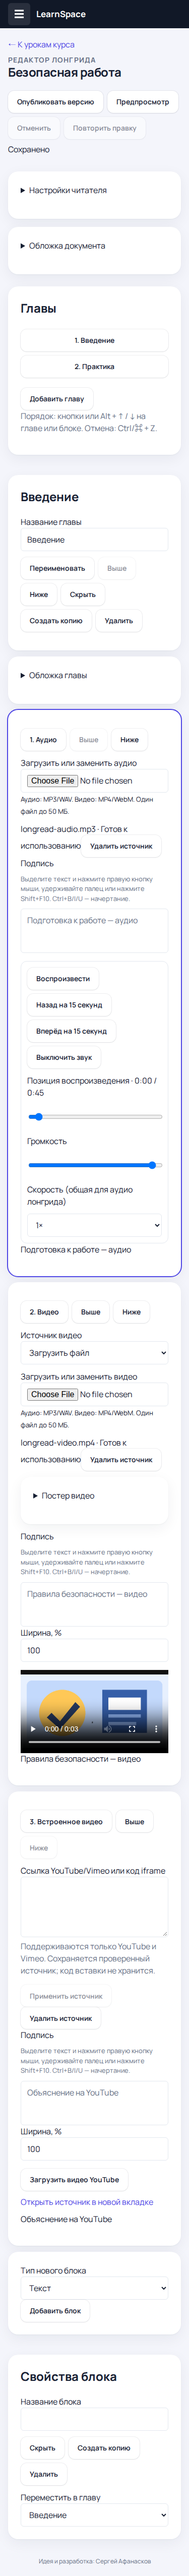 LearnSpace
← К урокам курса
РЕДАКТОР ЛОНГРИДА
Безопасная работа
Опубликовать версию
Предпросмотр
Отменить
Повторить правку
Сохранено
Настройки читателя
Обложка документа
Главы
1. Введение
2. Практика
Добавить главу
Порядок: кнопки или Alt + ↑ / ↓ на
главе или блоке. Отмена: Ctrl/⌘ + Z.
Введение
Название главы
Введение
Переименовать
Выше
Ниже
Скрыть
Создать копию
Удалить
Обложка главы
1. Аудио
Выше
Ниже
Загрузить или заменить аудио
Choose File No file chosen
Аудио: MP3/WAV. Видео: MP4/WebM. Один
файл до 50 МБ.
longread-audio.mp3 · Готов к
использованию
Удалить источник
Подпись
Выделите текст и нажмите правую кнопку
мыши, удерживайте палец или нажмите
Shift+F10. Ctrl+B/I/U — начертание.
Подготовка к работе — аудио
Воспроизвести
Назад на 15 секунд
Вперёд на 15 секунд
Выключить звук
Позиция воспроизведения · 0:00 /
0:45
Громкость
Скорость (общая для аудио
лонгрида)
1×
Подготовка к работе — аудио
2. Видео
Выше
Ниже
Источник видео
Загрузить файл
Загрузить или заменить видео
Choose File No file chosen
Аудио: MP3/WAV. Видео: MP4/WebM. Один
файл до 50 МБ.
longread-video.mp4 · Готов к
использованию
Удалить источник
Постер видео
Подпись
Выделите текст и нажмите правую кнопку
мыши, удерживайте палец или нажмите
Shift+F10. Ctrl+B/I/U — начертание.
Правила безопасности — видео
Ширина, %
100
0:00 / 0:03
Правила безопасности — видео
3. Встроенное видео
Выше
Ниже
Ссылка YouTube/Vimeo или код iframe
Поддерживаются только YouTube и
Vimeo. Сохраняется проверенный
источник; код вставки не хранится.
Применить источник
Удалить источник
Подпись
Выделите текст и нажмите правую кнопку
мыши, удерживайте палец или нажмите
Shift+F10. Ctrl+B/I/U — начертание.
Объяснение на YouTube
Ширина, %
100
Загрузить видео YouTube
Открыть источник в новой вкладке
Объяснение на YouTube
Тип нового блока
Текст
Добавить блок
Свойства блока
Название блока
Скрыть
Создать копию
Удалить
Переместить в главу
Введение
Идея и разработка: Сергей Афанасков